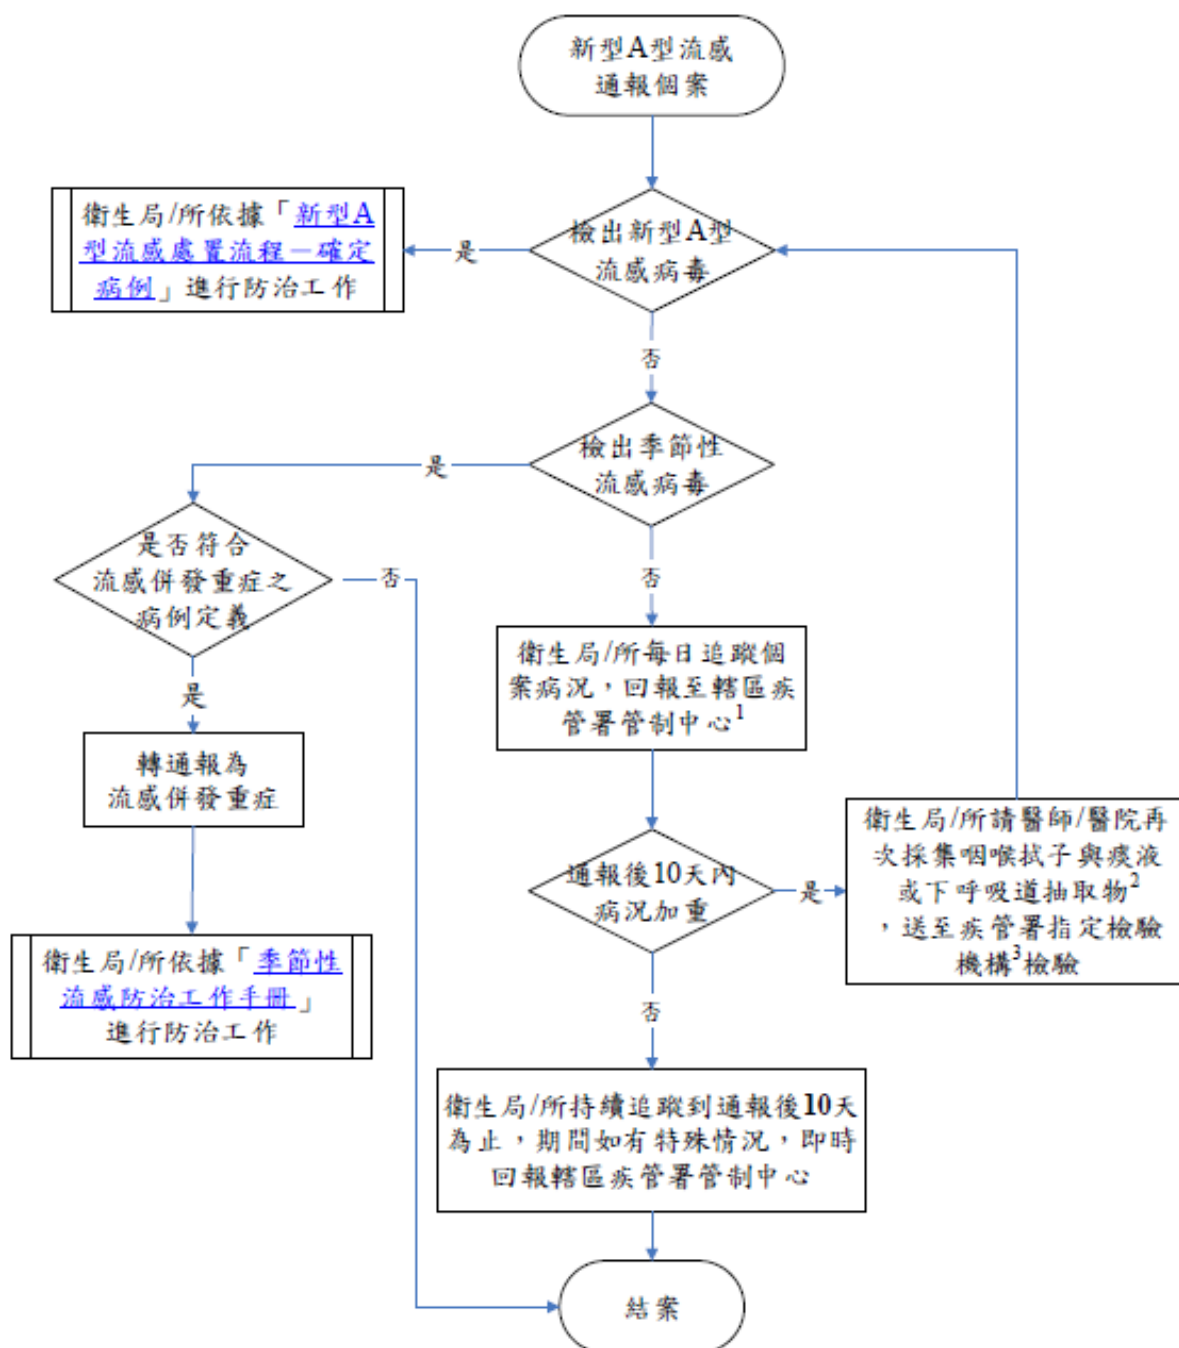 新型A型流感
通報個案
檢出新型A型
流感病毒
是
衛生局/所依據「新型A
型流感處置流程－確定
病例」進行防治工作
否
檢出季節性
流感病毒
是
是否符合
流感併發重症之
病例定義
否
是
轉通報為
流感併發重症
衛生局/所依據「季節性
流感防治工作手冊」
進行防治工作
否
衛生局/所每日追蹤個
案病況，回報至轄區疾
管署管制中心1
通報後10天內
病況加重
是
衛生局/所請醫師/醫院再
次採集咽喉拭子與痰液
或下呼吸道抽取物2
，送至疾管署指定檢驗
機構3檢驗
否
衛生局/所持續追蹤到通報後10天
為止，期間如有特殊情況，即時
回報轄區疾管署管制中心
結案